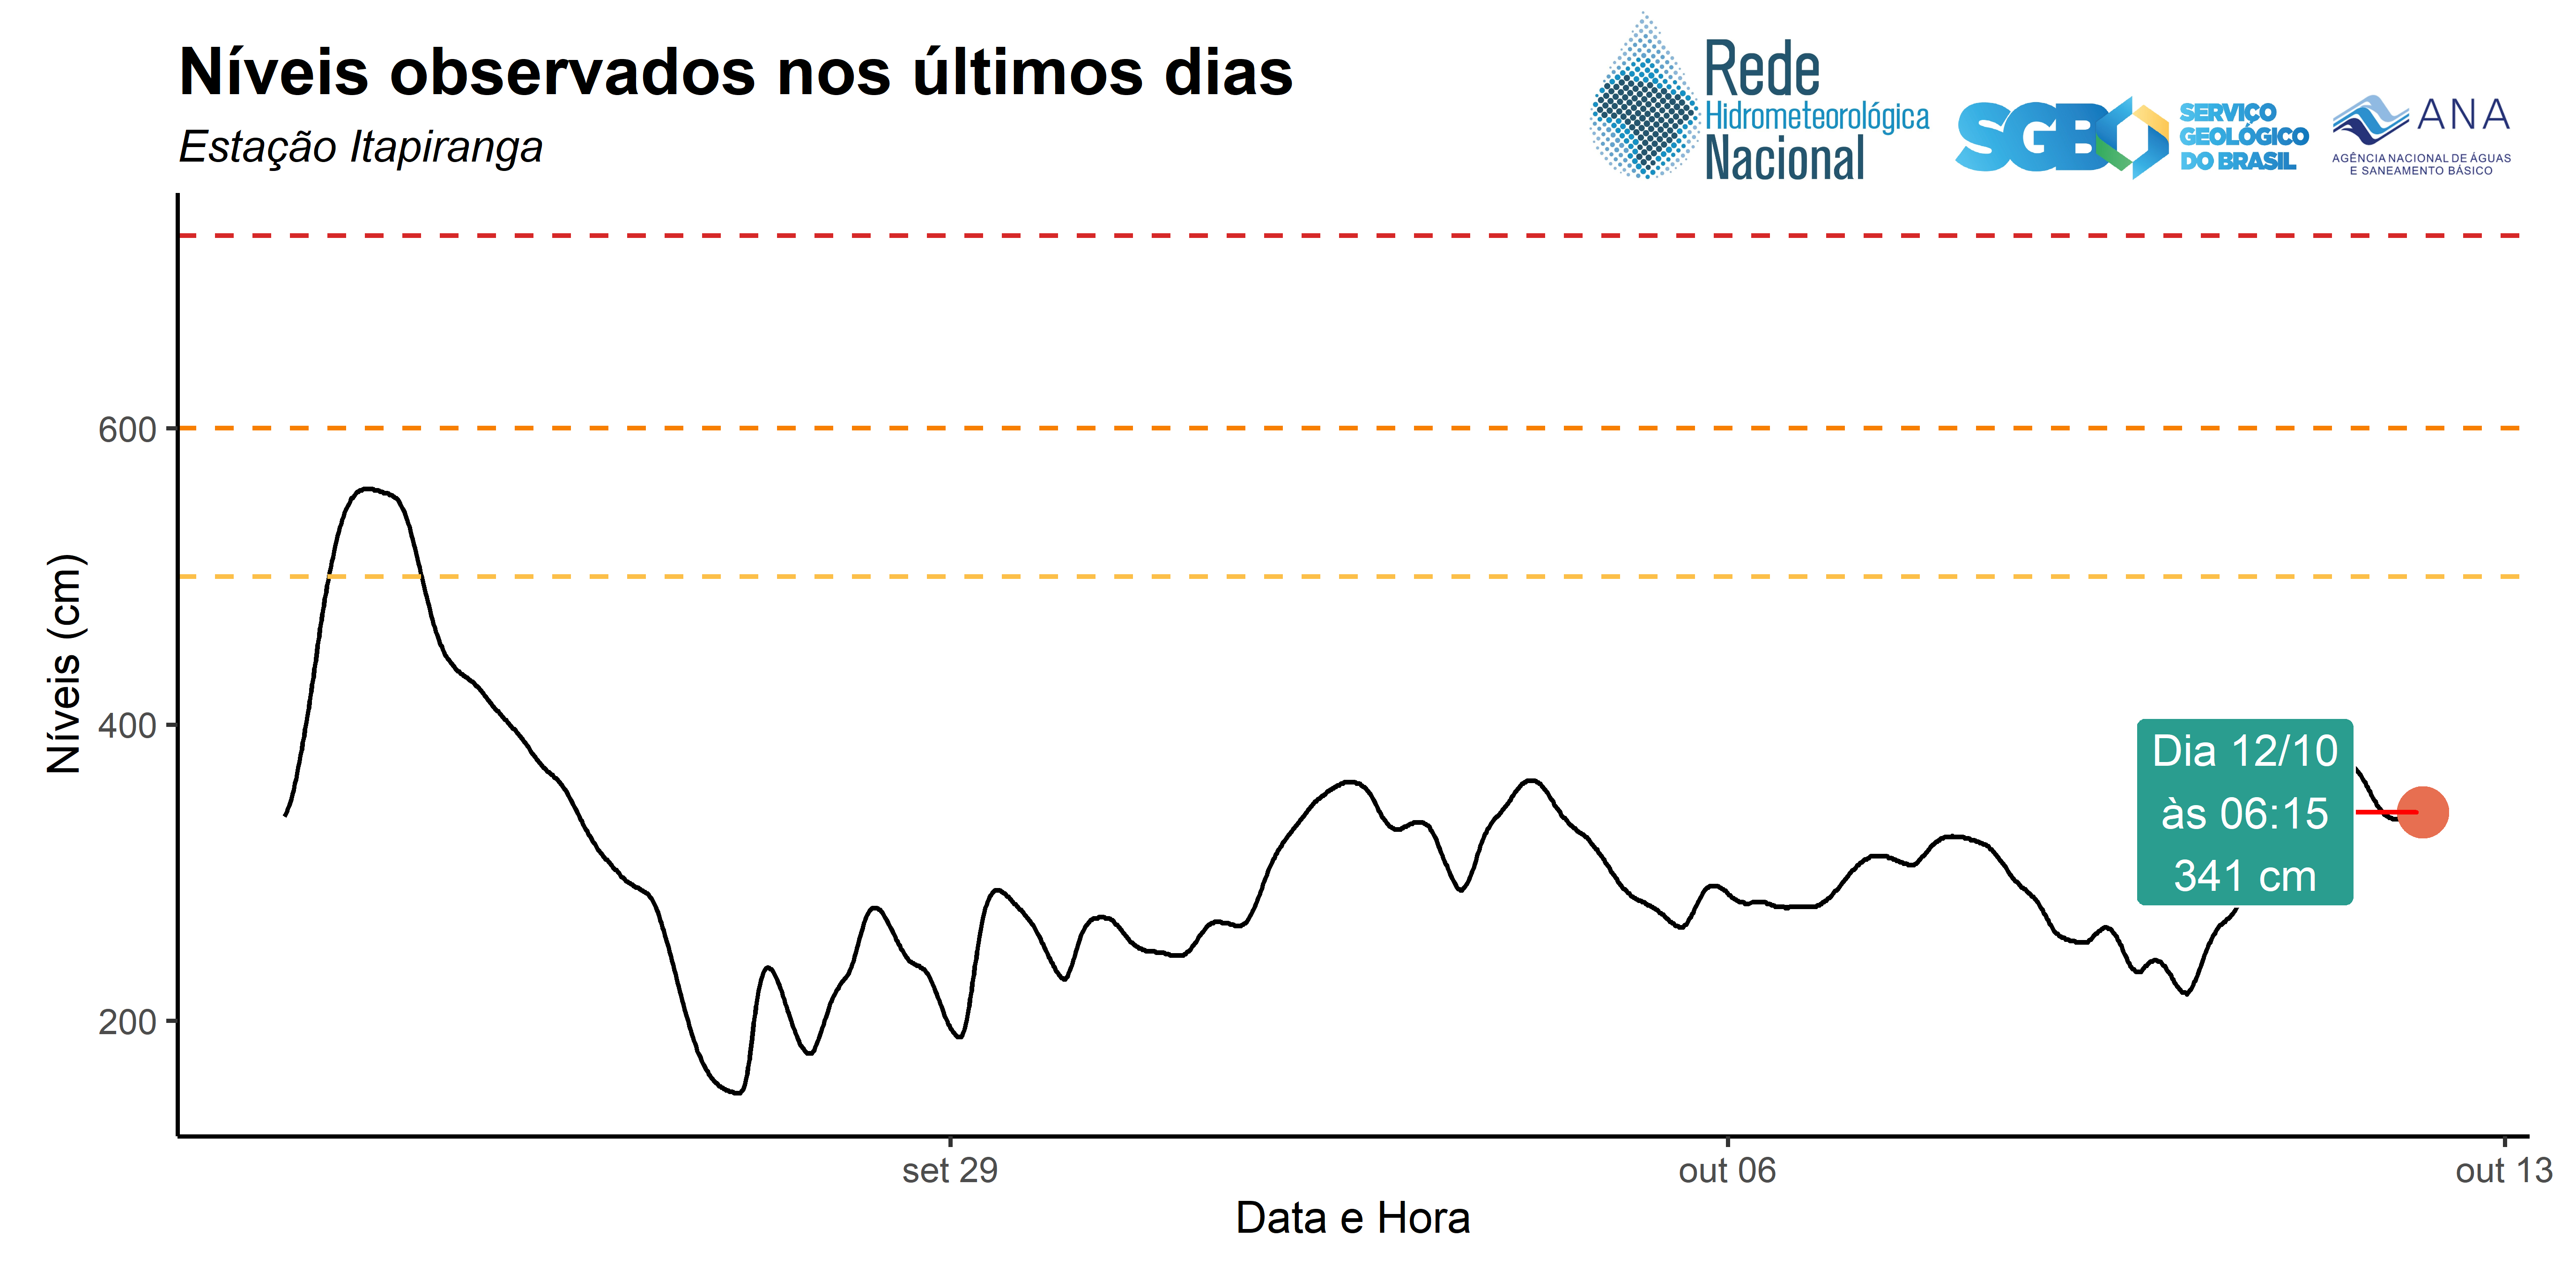 Níveis observados nos últimos dias
Estação Itapiranga
Rede
Hidrometeorológica
Nacional
SGB
SERVIÇO
GEOLÓGICO
DO BRASIL
ANA
AGÊNCIA NACIONAL DE ÁGUAS
E SANEAMENTO BÁSICO
Níveis (cm)
600
400
200
Dia 12/10
às 06:15
341 cm
set 29
out 06
out 13
Data e Hora